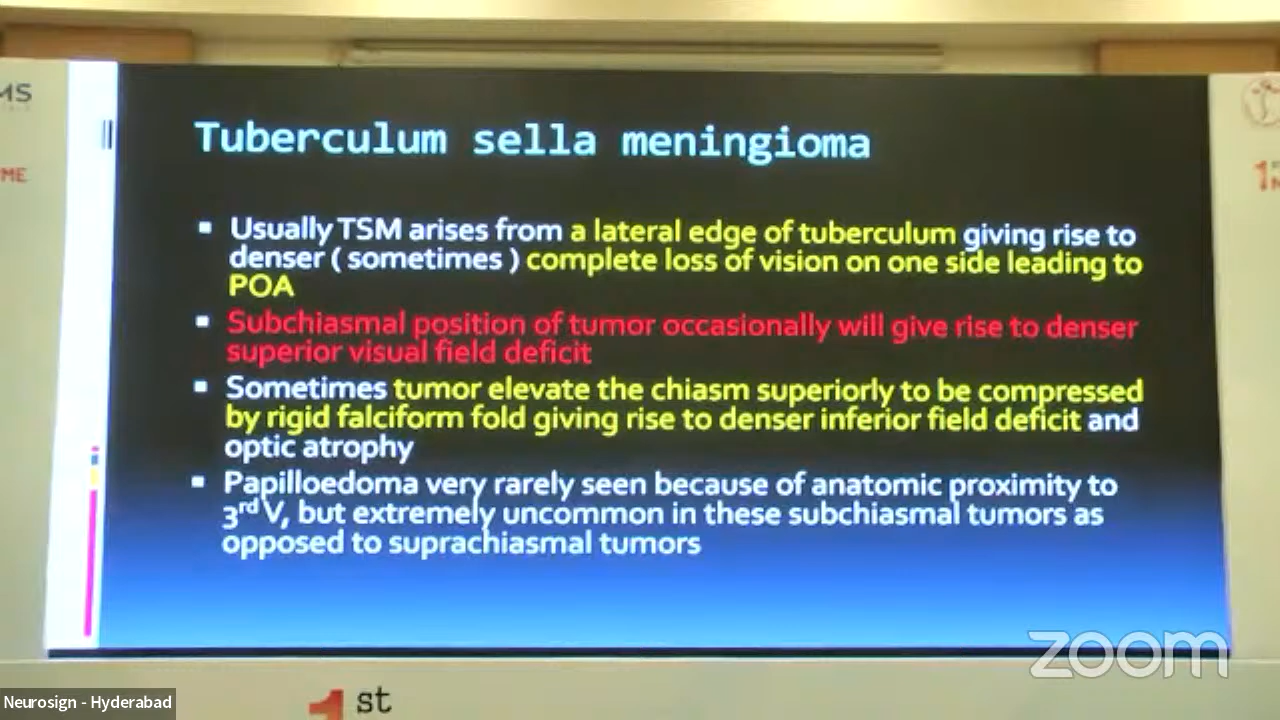 MS
ME
1
Tuberculum sella meningioma
▪ Usually TSM arises from a lateral edge of tuberculum giving rise to
denser ( sometimes ) complete loss of vision on one side leading to
POA
▪ Subchiasmal position of tumor occasionally will give rise to denser
superior visual field deficit
▪ Sometimes tumor elevate the chiasm superiorly to be compressed
by rigid falciform fold giving rise to denser inferior field deficit and
optic atrophy
▪ Papilloedoma very rarely seen because of anatomic proximity to
3rd V, but extremely uncommon in these subchiasmal tumors as
opposed to suprachiasmal tumors
zoom
Neurosign - Hyderabad
1st